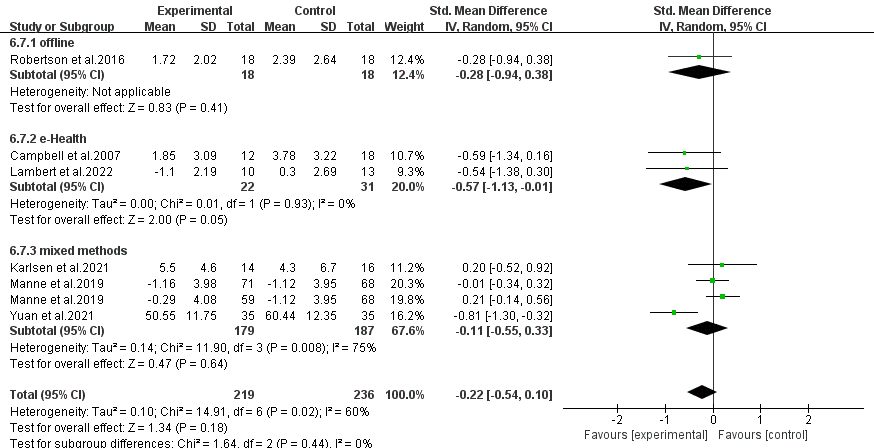 Experimental Control Std. Mean Difference Std. Mean Difference
Study or Subgroup Mean SD Total Mean SD Total Weight IV, Random, 95% CI IV, Random, 95% CI
6.7.1 offline
Robertson et al.2016 1.72 2.02 18 2.39 2.64 18 12.4% -0.28 [-0.94, 0.38]
Subtotal (95% CI) 18 18 12.4% -0.28 [-0.94, 0.38]
Heterogeneity: Not applicable
Test for overall effect: Z = 0.83 (P = 0.41)
6.7.2 e-Health
Campbell et al.2007 1.85 3.09 12 3.78 3.22 18 10.7% -0.59 [-1.34, 0.16]
Lambert et al.2022 -1.1 2.19 10 0.3 2.69 13 9.3% -0.54 [-1.38, 0.30]
Subtotal (95% CI) 22 31 20.0% -0.57 [-1.13, -0.01]
Heterogeneity: Tau² = 0.00; Chi² = 0.01, df = 1 (P = 0.93); I² = 0%
Test for overall effect: Z = 2.00 (P = 0.05)
6.7.3 mixed methods
Karlsen et al.2021 5.5 4.6 14 4.3 6.7 16 11.2% 0.20 [-0.52, 0.92]
Manne et al.2019 -1.16 3.98 71 -1.12 3.95 68 20.3% -0.01 [-0.34, 0.32]
Manne et al.2019 -0.29 4.08 59 -1.12 3.95 68 19.8% 0.21 [-0.14, 0.56]
Yuan et al.2021 50.55 11.75 35 60.44 12.35 35 16.2% -0.81 [-1.30, -0.32]
Subtotal (95% CI) 179 187 67.6% -0.11 [-0.55, 0.33]
Heterogeneity: Tau² = 0.14; Chi² = 11.90, df = 3 (P = 0.008); I² = 75%
Test for overall effect: Z = 0.47 (P = 0.64)
Total (95% CI) 219 236 100.0% -0.22 [-0.54, 0.10]
Heterogeneity: Tau² = 0.10; Chi² = 14.91, df = 6 (P = 0.02); I² = 60%
Test for overall effect: Z = 1.34 (P = 0.18)
Test for subgroup differences: Chi² = 1.64, df = 2 (P = 0.44), I² = 0%
-2 -1 0 1 2
Favours [experimental] Favours [control]